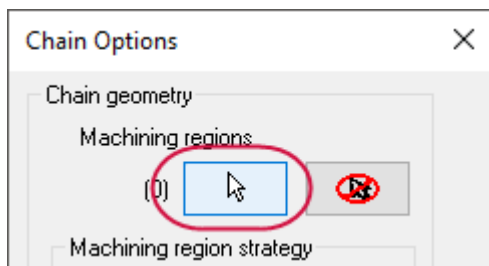 Chain Options
Chain geometry
Machining regions
(0)
Machining region strategy